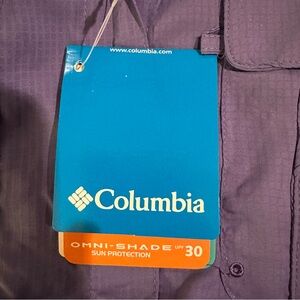 www.columbia.com
Columbia
OMNI-SHADE UPF 30
SUN PROTECTION